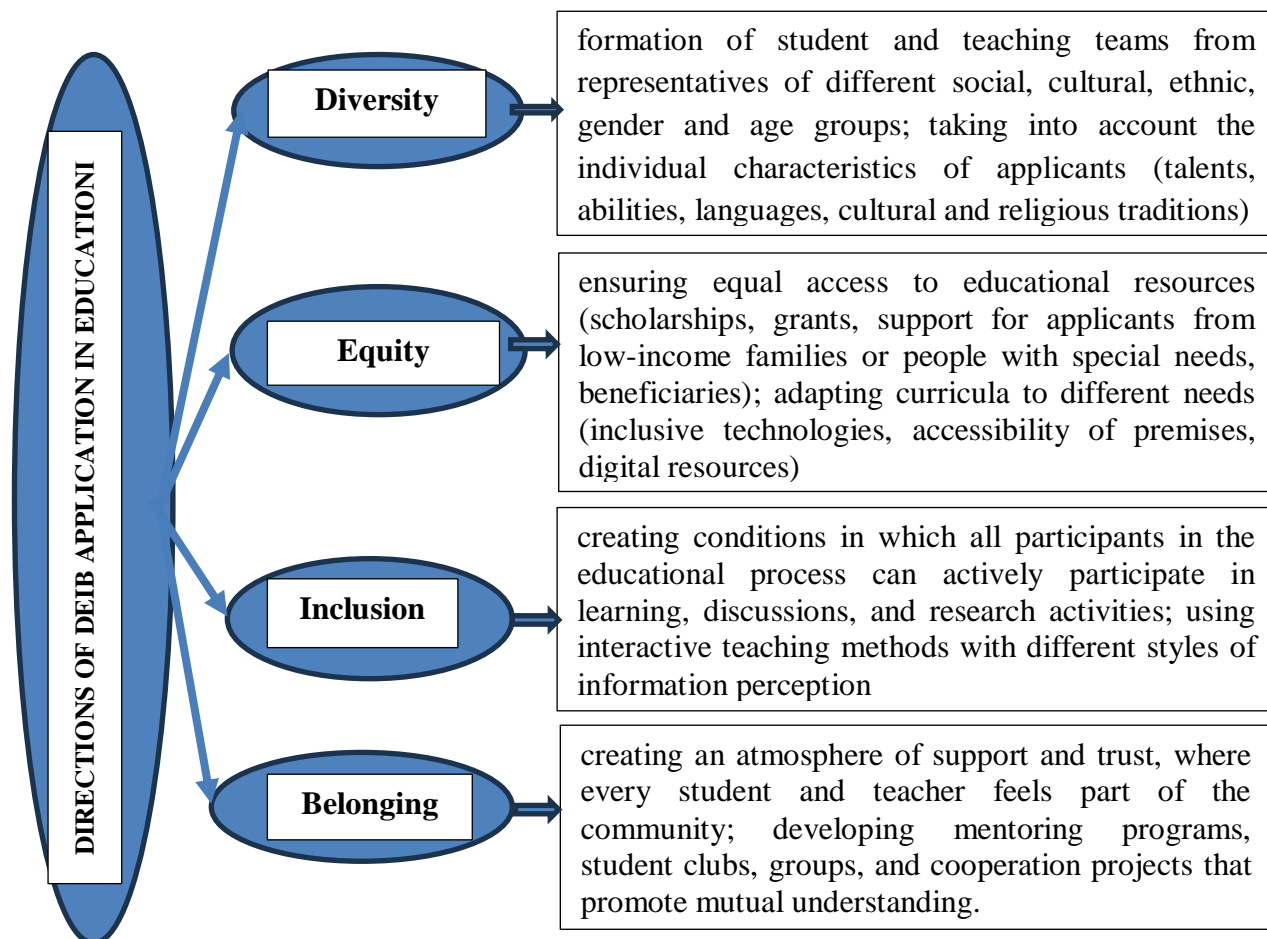 DIRECTIONS OF DEIB APPLICATION IN EDUCATIONI
Diversity
formation of student and teaching teams from
representatives of different social, cultural, ethnic,
gender and age groups; taking into account the
individual characteristics of applicants (talents,
abilities, languages, cultural and religious traditions)
Equity
ensuring equal access to educational resources
(scholarships, grants, support for applicants from
low-income families or people with special needs,
beneficiaries); adapting curricula to different needs
(inclusive technologies, accessibility of premises,
digital resources)
Inclusion
creating conditions in which all participants in the
educational process can actively participate in
learning, discussions, and research activities; using
interactive teaching methods with different styles of
information perception
Belonging
creating an atmosphere of support and trust, where
every student and teacher feels part of the
community; developing mentoring programs,
student clubs, groups, and cooperation projects that
promote mutual understanding.